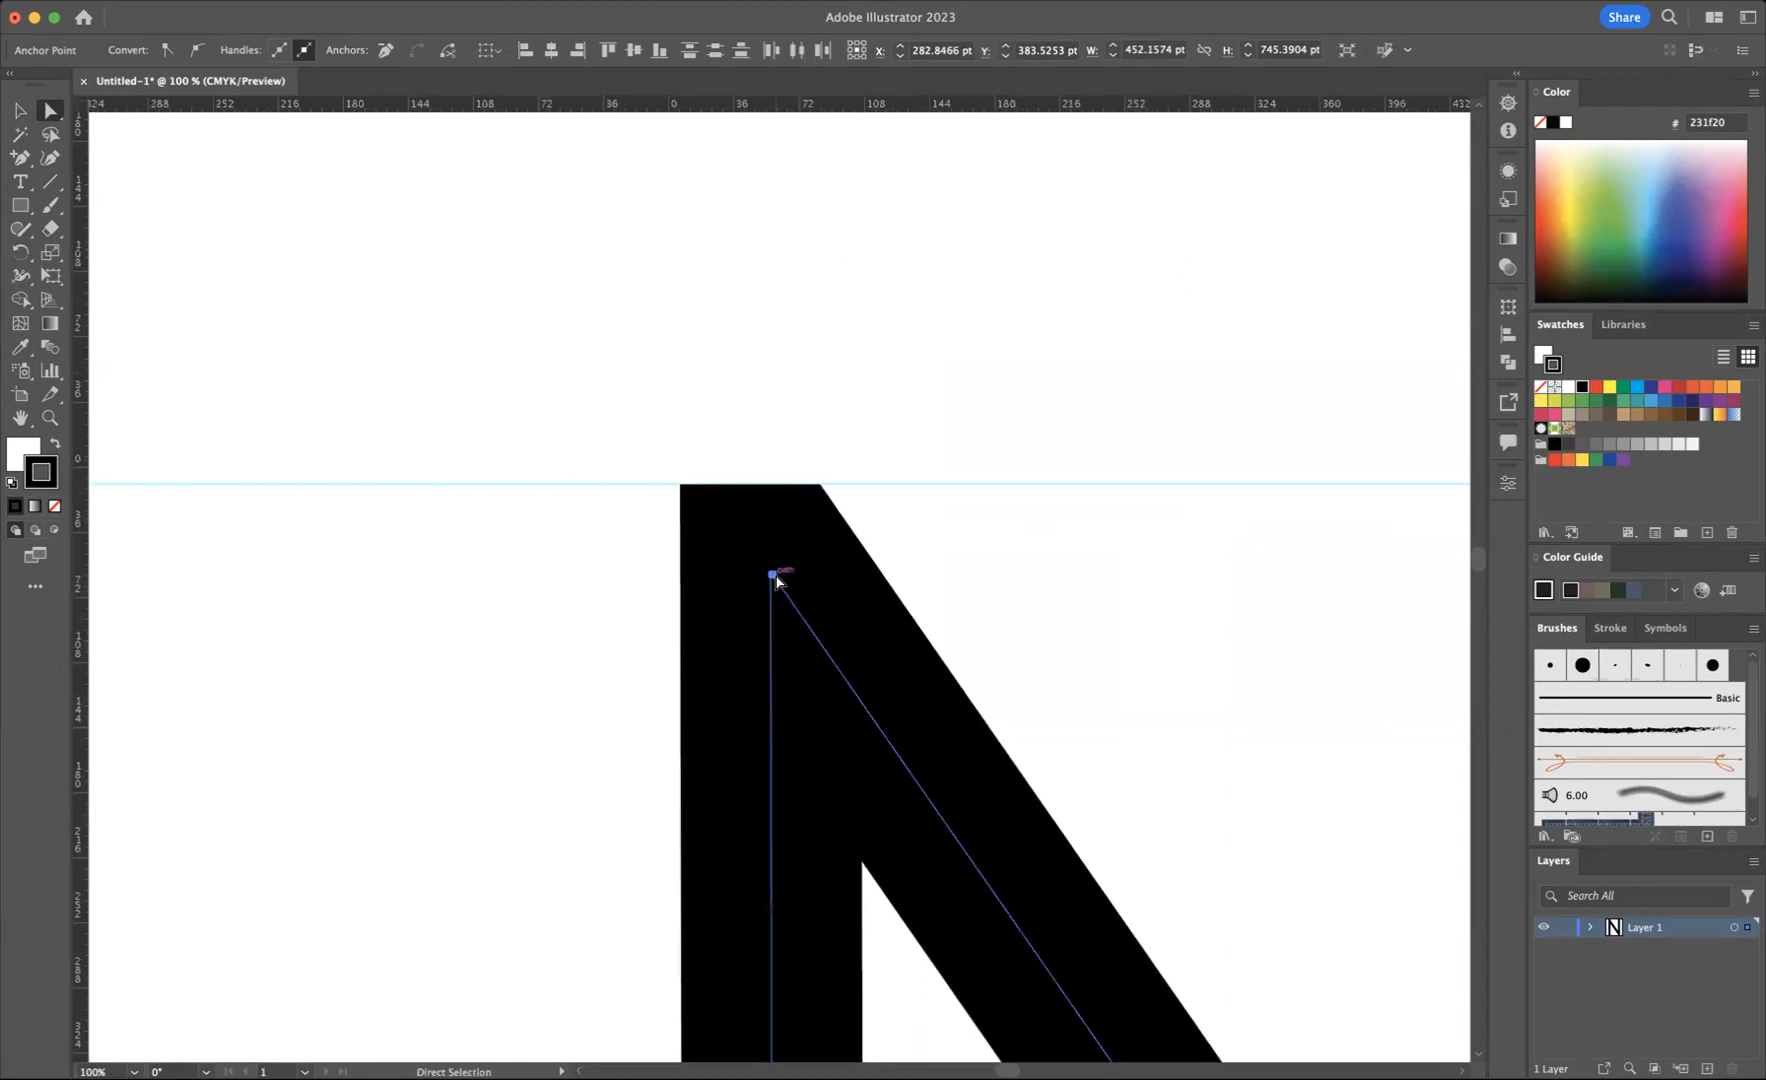 Adobe Illustrator 2023
Share
Anchor Point
Convert:
Handles:
Anchors:
X: 282.8466 pt
Y: 383.5253 pt
W: 452.1574 pt
H: 745.3904 pt
Untitled-1* @ 100 % (CMYK/Preview)
324 288 252 216 180 144 108 72 36 0 36 72 108 144 180 216 252 288 324 360 396 432
Color
# 231f20
Swatches Libraries
path
Color Guide
Brushes Stroke Symbols
Basic
6.00
Layers
Search All
Layer 1
100% 0° 1 Direct Selection
1 Layer